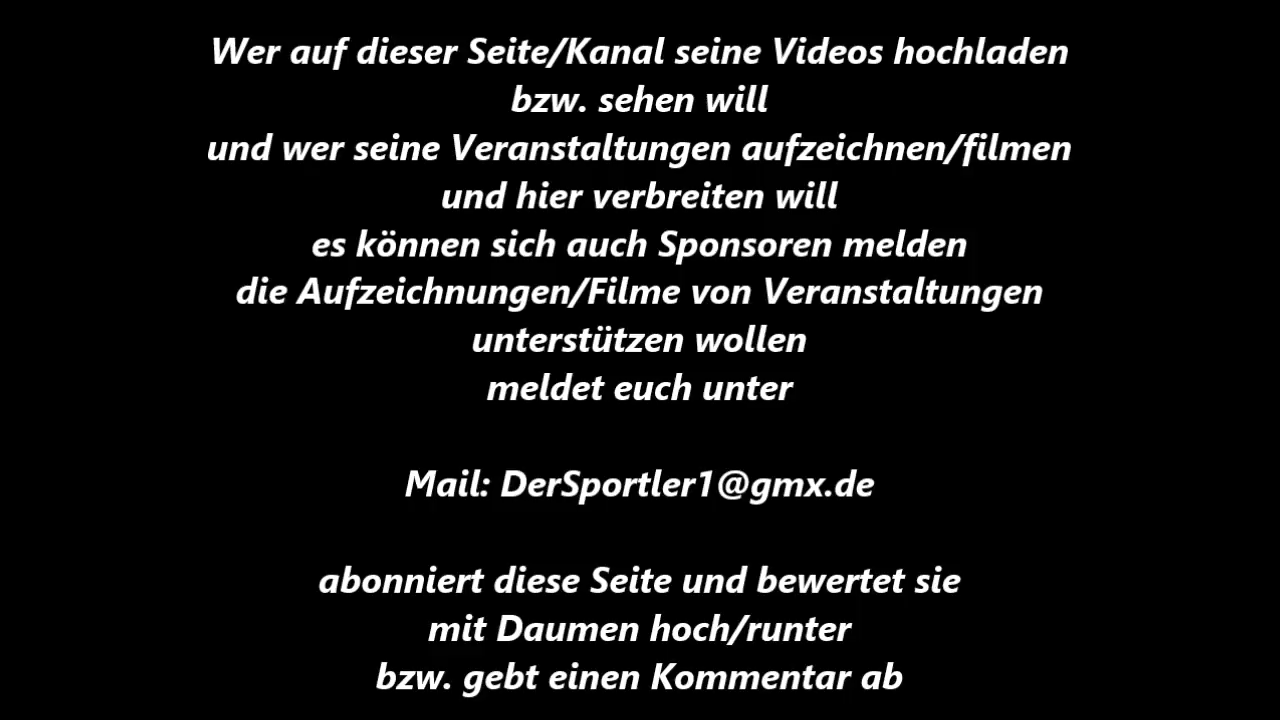 Wer auf dieser Seite/Kanal seine Videos hochladen
bzw. sehen will
und wer seine Veranstaltungen aufzeichnen/filmen
und hier verbreiten will
es können sich auch Sponsoren melden
die Aufzeichnungen/Filme von Veranstaltungen
unterstützen wollen
meldet euch unter
Mail: DerSportler1@gmx.de
abonniert diese Seite und bewertet sie
mit Daumen hoch/runter
bzw. gebt einen Kommentar ab